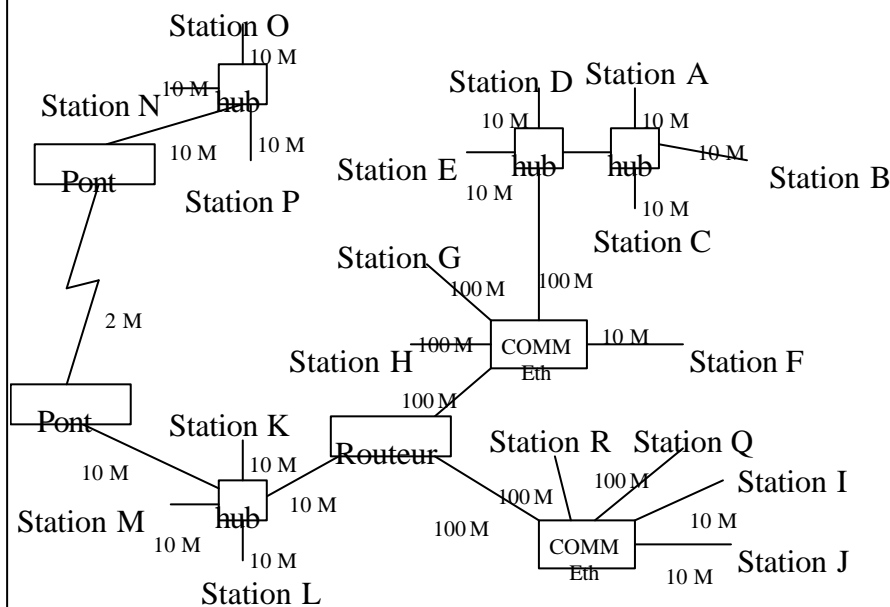 Station O
10 M
10 M
hub
Station N
10 M
10 M
Pont
Station P
2 M
Pont
10 M
Station K
10 M
hub
10 M
Station M
10 M
10 M
Station L
Routeur
100 M
100 M
100 M
100 M
Station D
Station A
10 M
10 M
hub
hub
10 M
Station E
10 M
Station B
10 M
Station C
Station G
100 M
100 M
Station H
100 M
COMM
Eth
10 M
Station F
Station R
Station Q
Station I
10 M
COMM
Eth
10 M
Station J